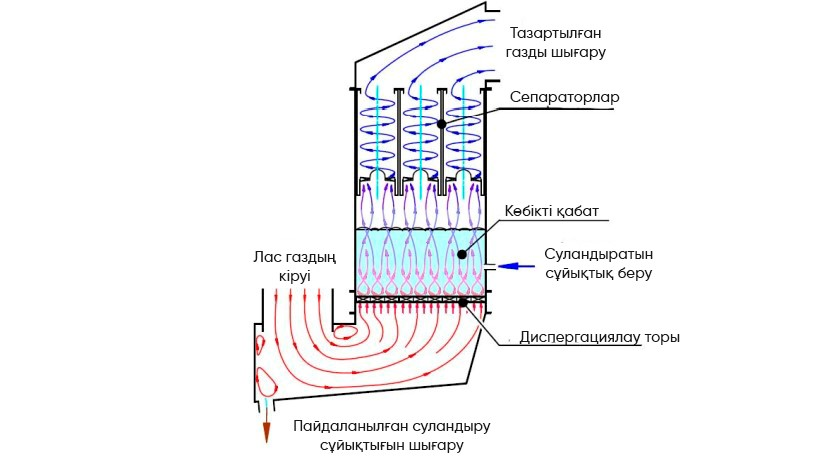 Тазартылған
газды шығару
Сепараторлар
Көбікті қабат
Суландыратын
сұйықтық беру
Лас газдың
кіруі
Диспергациялау торы
Пайдаланылған суландыру
сұйықтығын шығару